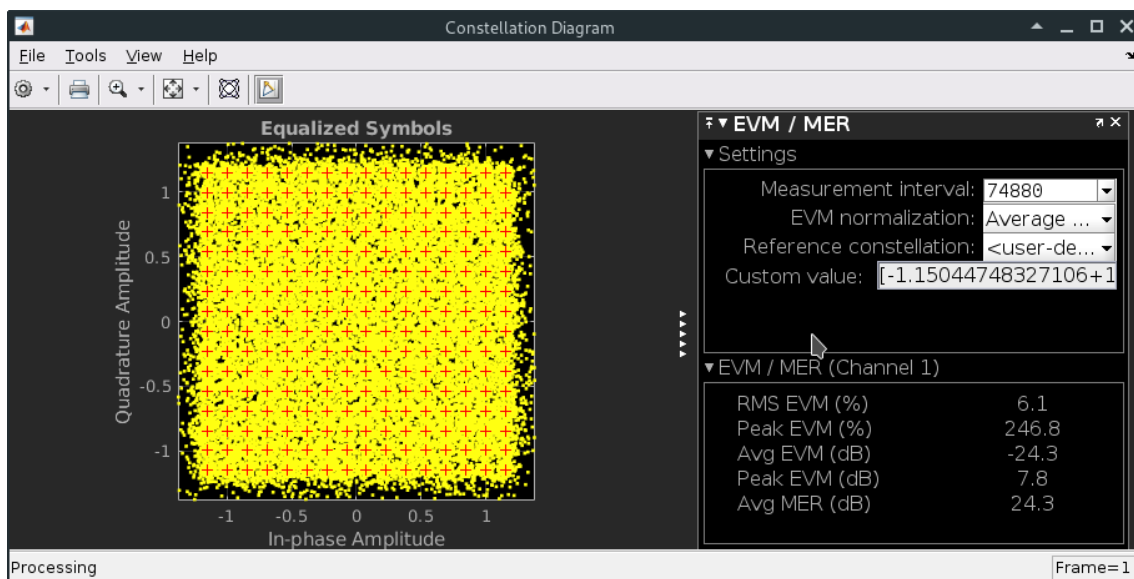 Constellation Diagram
File Tools View Help
Equalized Symbols
Quadrature Amplitude
1
0.5
0
-0.5
-1
-1 -0.5 0 0.5 1
In-phase Amplitude
EVM / MER
Settings
Measurement interval: 74880
EVM normalization: Average ...
Reference constellation: <user-de...
Custom value: [-1.15044748327106+1
EVM / MER (Channel 1)
RMS EVM (%) 6.1
Peak EVM (%) 246.8
Avg EVM (dB) -24.3
Peak EVM (dB) 7.8
Avg MER (dB) 24.3
Processing Frame=1